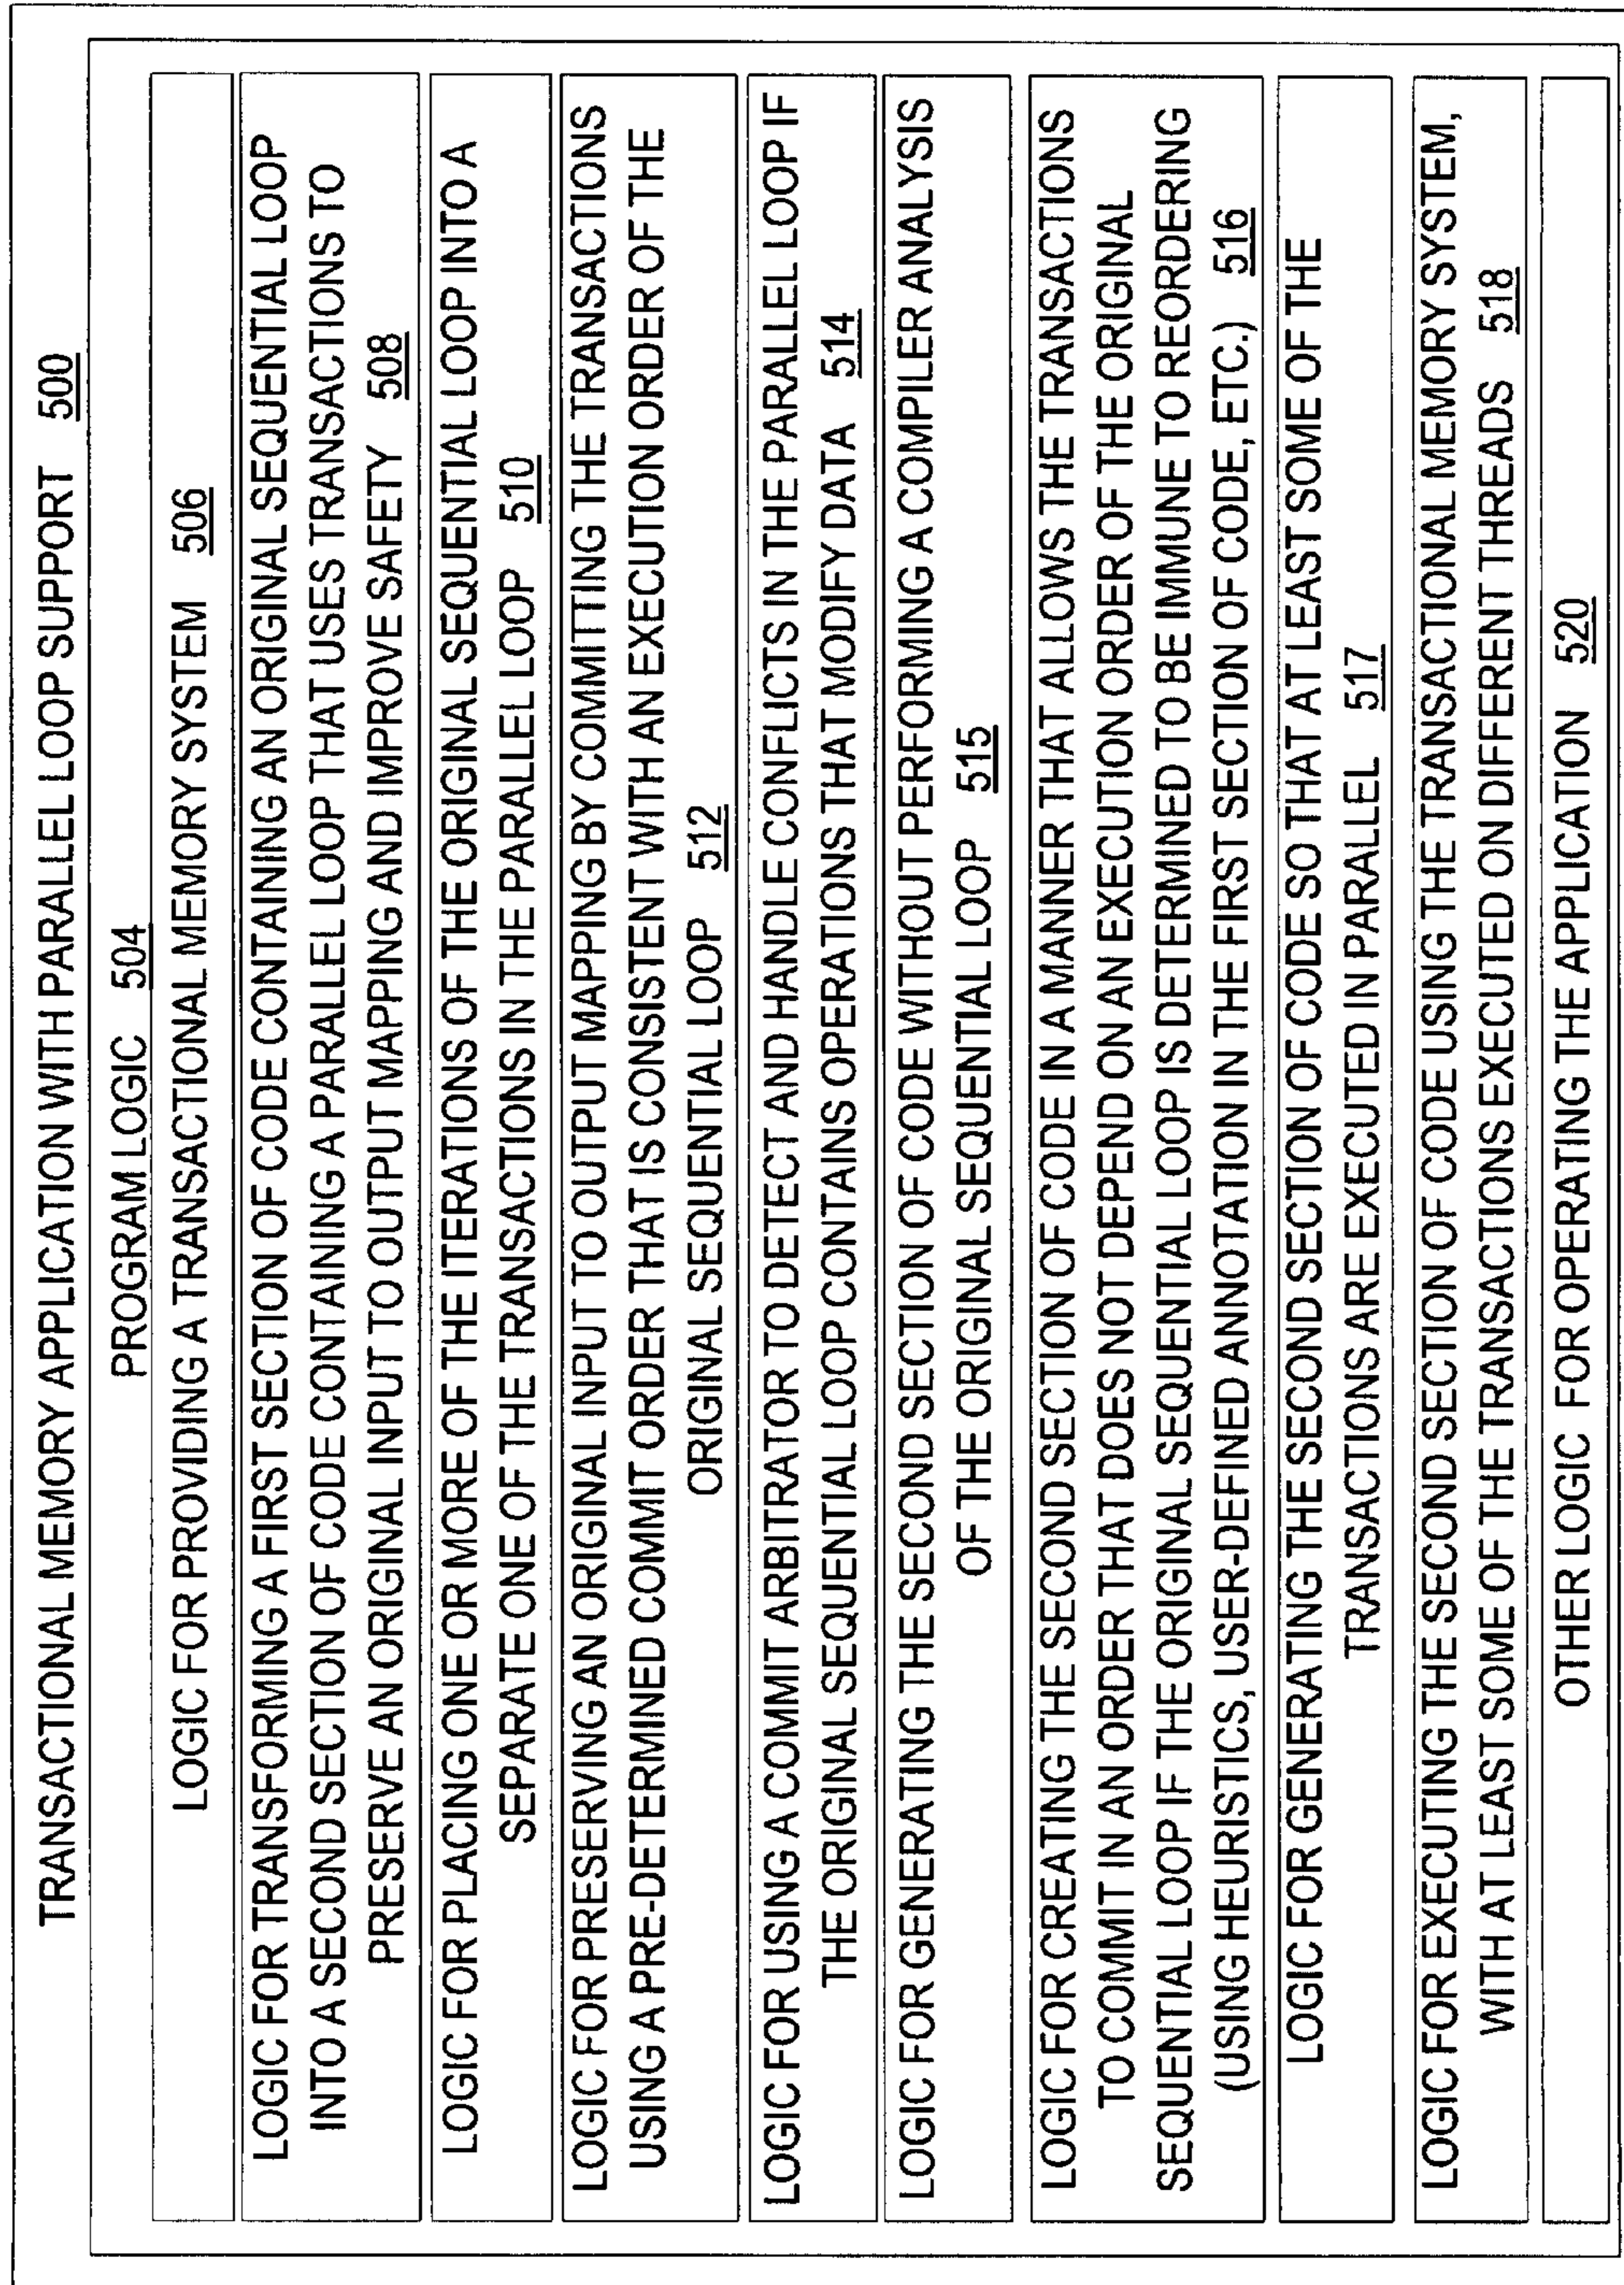 TRANSACTIONAL MEMORY APPLICATION WITH PARALLEL LOOP SUPPORT 500
PROGRAM LOGIC 504
LOGIC FOR PROVIDING A TRANSACTIONAL MEMORY SYSTEM 506
LOGIC FOR TRANSFORMING A FIRST SECTION OF CODE CONTAINING AN ORIGINAL SEQUENTIAL LOOP
INTO A SECOND SECTION OF CODE CONTAINING A PARALLEL LOOP THAT USES TRANSACTIONS TO
PRESERVE AN ORIGINAL INPUT TO OUTPUT MAPPING AND IMPROVE SAFETY 508
LOGIC FOR PLACING ONE OR MORE OF THE ITERATIONS OF THE ORIGINAL SEQUENTIAL LOOP INTO A
SEPARATE ONE OF THE TRANSACTIONS IN THE PARALLEL LOOP 510
LOGIC FOR PRESERVING AN ORIGINAL INPUT TO OUTPUT MAPPING BY COMMITTING THE TRANSACTIONS
USING A PRE-DETERMINED COMMIT ORDER THAT IS CONSISTENT WITH AN EXECUTION ORDER OF THE
ORIGINAL SEQUENTIAL LOOP 512
LOGIC FOR USING A COMMIT ARBITRATOR TO DETECT AND HANDLE CONFLICTS IN THE PARALLEL LOOP IF
THE ORIGINAL SEQUENTIAL LOOP CONTAINS OPERATIONS THAT MODIFY DATA 514
LOGIC FOR GENERATING THE SECOND SECTION OF CODE WITHOUT PERFORMING A COMPILER ANALYSIS
OF THE ORIGINAL SEQUENTIAL LOOP 515
LOGIC FOR CREATING THE SECOND SECTION OF CODE IN A MANNER THAT ALLOWS THE TRANSACTIONS
TO COMMIT IN AN ORDER THAT DOES NOT DEPEND ON AN EXECUTION ORDER OF THE ORIGINAL
SEQUENTIAL LOOP IF THE ORIGINAL SEQUENTIAL LOOP IS DETERMINED TO BE IMMUNE TO REORDERING
(USING HEURISTICS, USER-DEFINED ANNOTATION IN THE FIRST SECTION OF CODE, ETC.) 516
LOGIC FOR GENERATING THE SECOND SECTION OF CODE SO THAT AT LEAST SOME OF THE
TRANSACTIONS ARE EXECUTED IN PARALLEL 517
LOGIC FOR EXECUTING THE SECOND SECTION OF CODE USING THE TRANSACTIONAL MEMORY SYSTEM,
WITH AT LEAST SOME OF THE TRANSACTIONS EXECUTED ON DIFFERENT THREADS 518
OTHER LOGIC FOR OPERATING THE APPLICATION 520